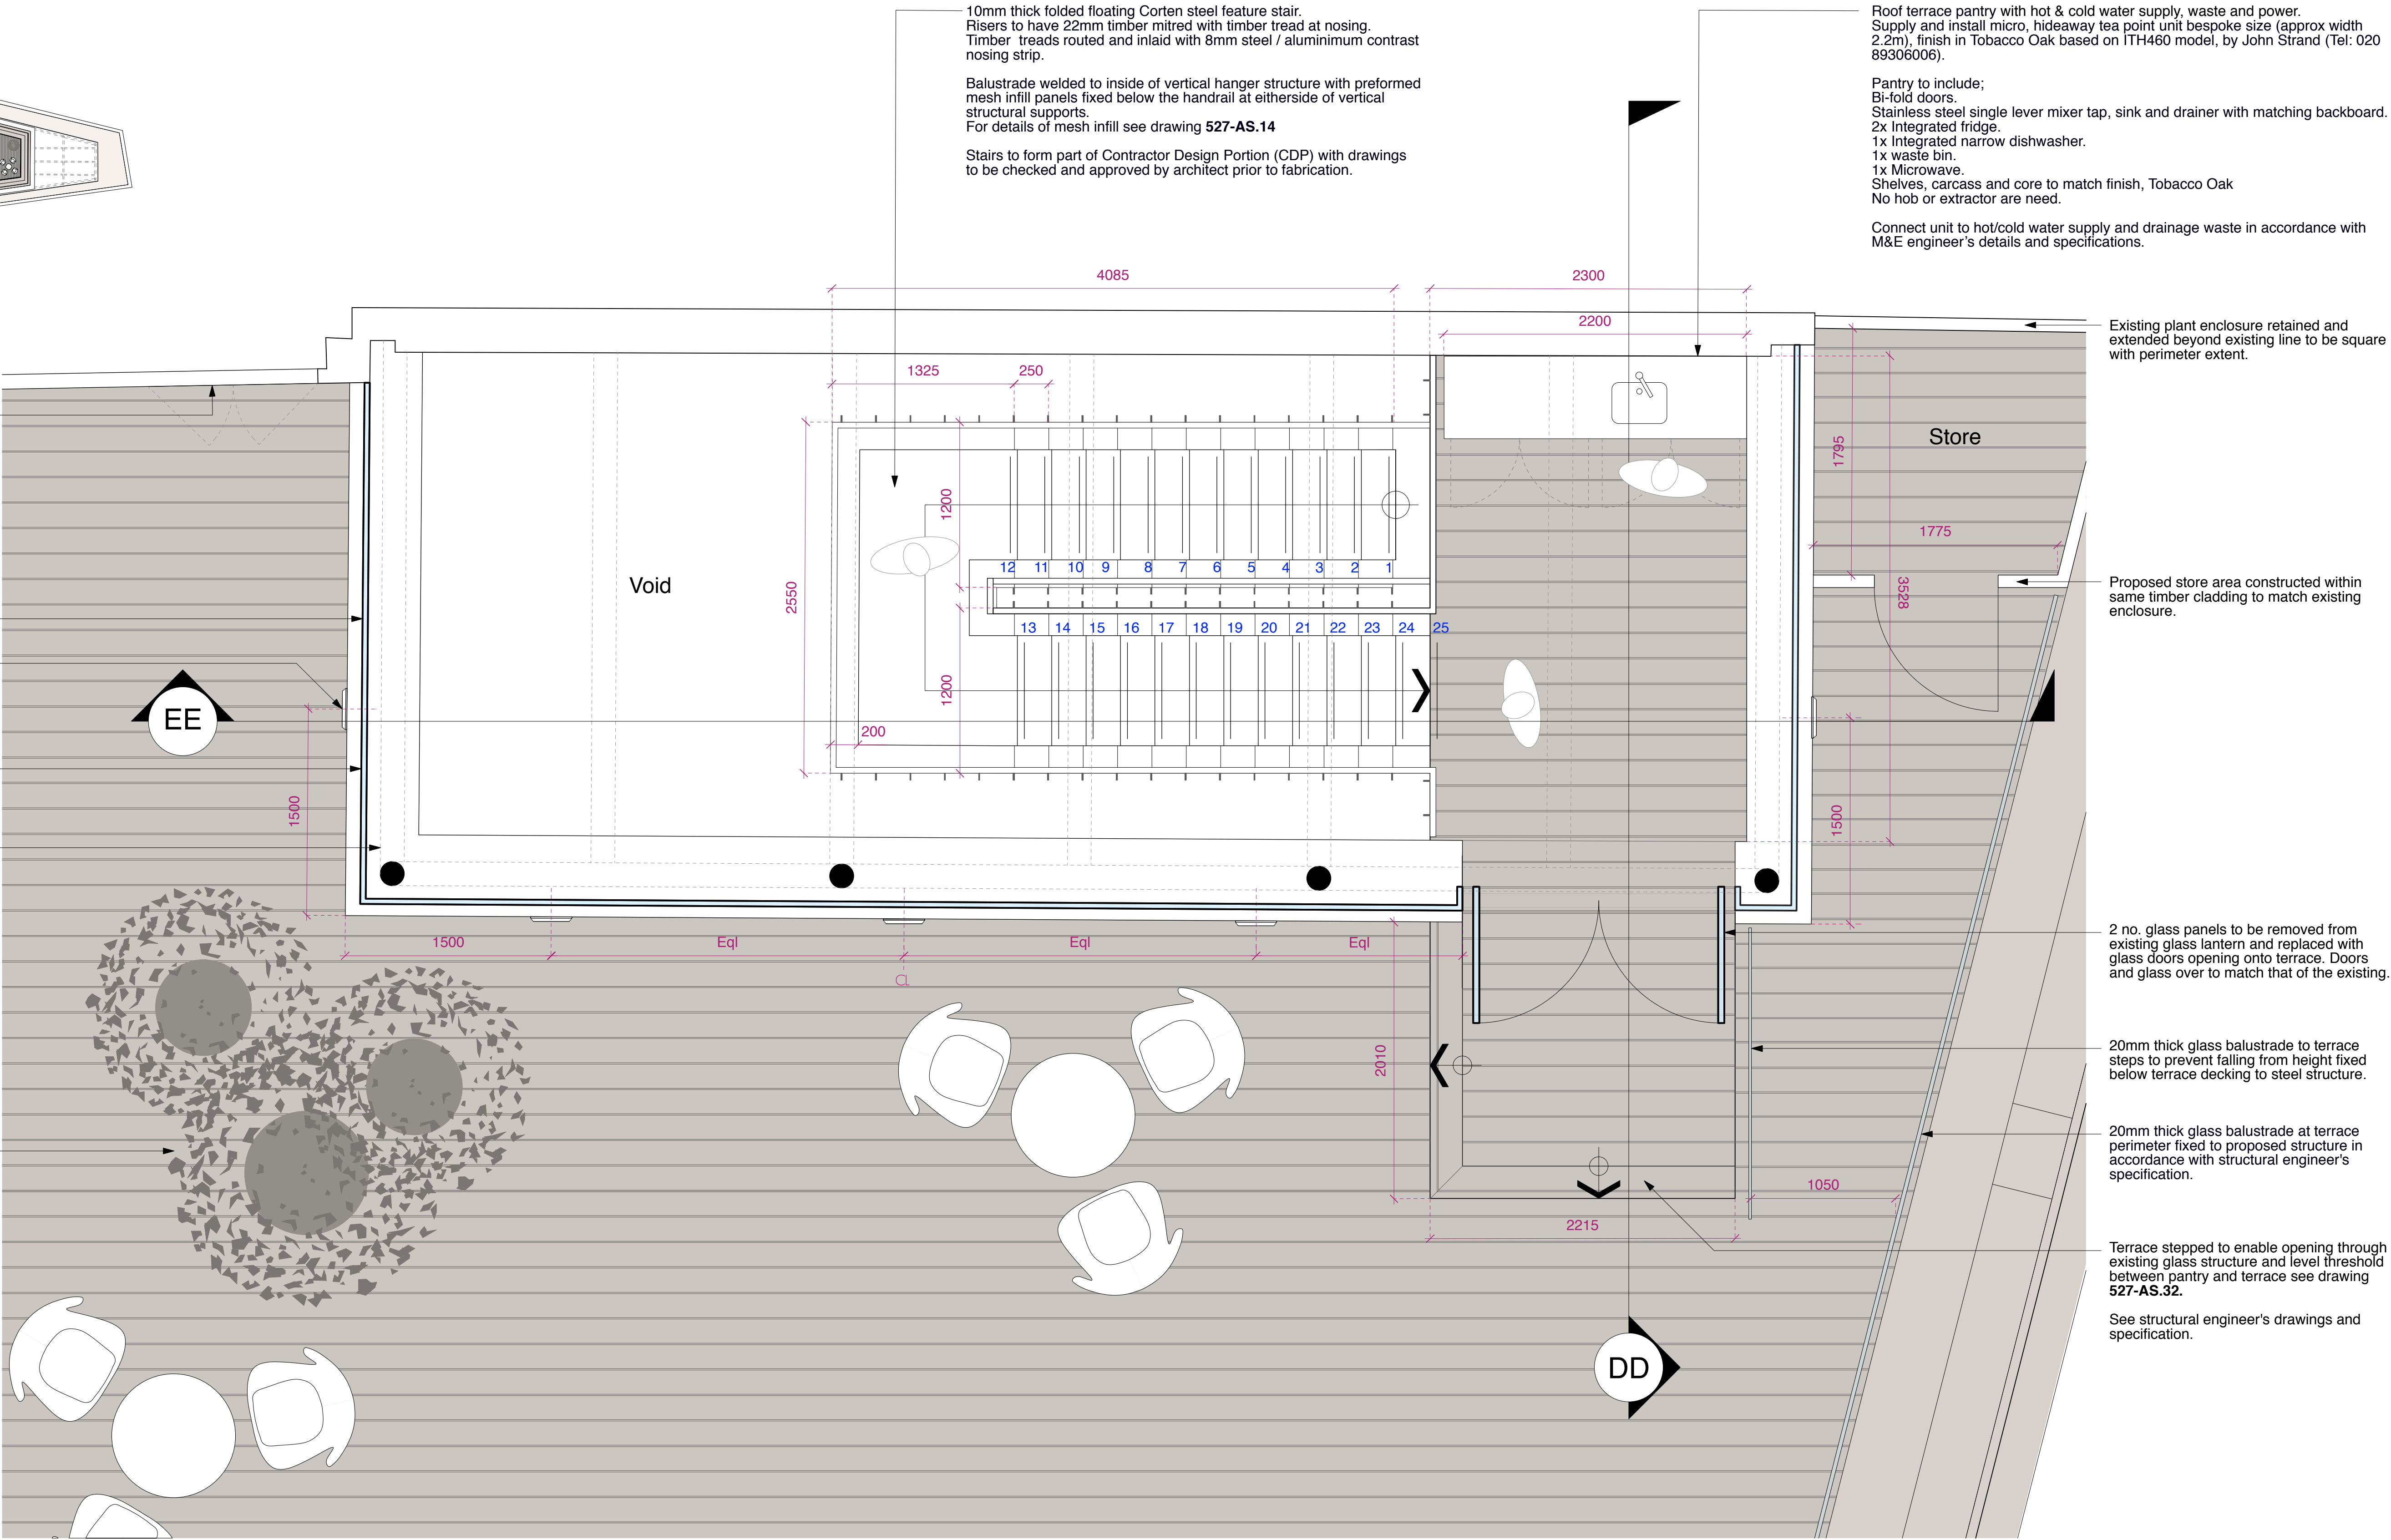 10mm thick folded floating Corten steel feature stair.
Risers to have 22mm timber mitred with timber tread at nosing.
Timber  treads routed and inlaid with 8mm steel / aluminimum contrast
nosing strip.
Balustrade welded to inside of vertical hanger structure with preformed
mesh infill panels fixed below the handrail at eitherside of vertical
structural supports.
For details of mesh infill see drawing 527-AS.14
Stairs to form part of Contractor Design Portion (CDP) with drawings
to be checked and approved by architect prior to fabrication.
Roof terrace pantry with hot & cold water supply, waste and power.
Supply and install micro, hideaway tea point unit bespoke size (approx width
2.2m), finish in Tobacco Oak based on ITH460 model, by John Strand (Tel: 020
89306006).
Pantry to include;
Bi-fold doors.
Stainless steel single lever mixer tap, sink and drainer with matching backboard.
2x Integrated fridge.
1x Integrated narrow dishwasher.
1x waste bin.
1x Microwave.
Shelves, carcass and core to match finish, Tobacco Oak
No hob or extractor are need.
Connect unit to hot/cold water supply and drainage waste in accordance with
M&E engineer's details and specifications.
4085
2300
2200
1325
250
Existing plant enclosure retained and
extended beyond existing line to be square
with perimeter extent.
Store
1795
1775
3528
1200
2550
Void
12 11 10 9 8 7 6 5 4 3 2 1
13 14 15 16 17 18 19 20 21 22 23 24 25
1200
200
Proposed store area constructed within
same timber cladding to match existing
enclosure.
EE
1500
1500
1500
Eql
Eql
Eql
CL
2 no. glass panels to be removed from
existing glass lantern and replaced with
glass doors opening onto terrace. Doors
and glass over to match that of the existing.
2010
20mm thick glass balustrade to terrace
steps to prevent falling from height fixed
below terrace decking to steel structure.
20mm thick glass balustrade at terrace
perimeter fixed to proposed structure in
accordance with structural engineer's
specification.
1050
2215
Terrace stepped to enable opening through
existing glass structure and level threshold
between pantry and terrace see drawing
527-AS.32.
See structural engineer's drawings and
specification.
DD